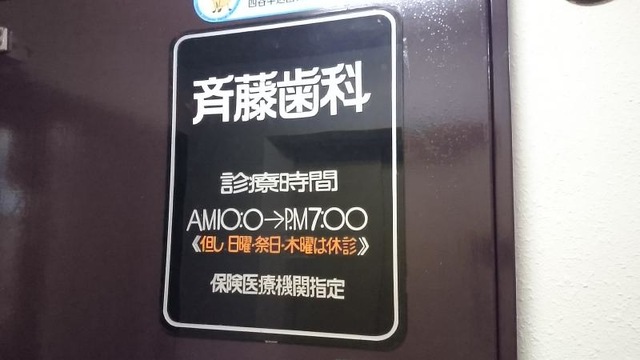 斉藤歯科
診療時間
AM10:0→P.M7:00
《但し日曜・祭日・木曜は休診》
保険医療機関指定